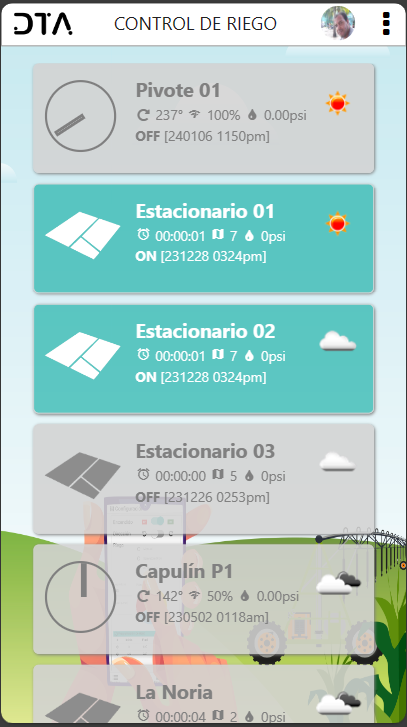 DTA
CONTROL DE RIEGO
Pivote 01
237° 100% 0.00psi
OFF [240106 1150pm]
Estacionario 01
00:00:01 7 0psi
ON [231228 0324pm]
Estacionario 02
00:00:01 7 0psi
ON [231228 0324pm]
Estacionario 03
00:00:00 5 0psi
OFF [231226 0253pm]
Capulín P1
142° 50% 0.00psi
OFF [230502 0118am]
La Noria
00:00:04 2 0psi